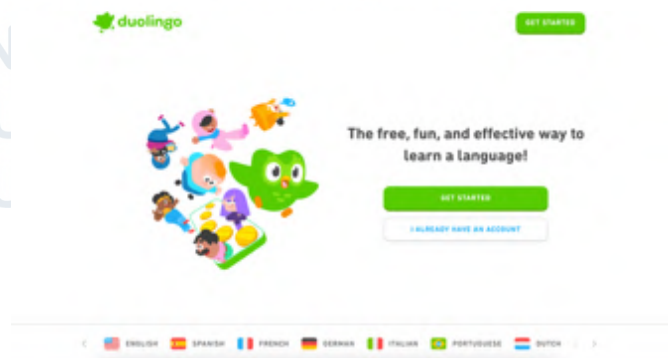 duolingo
GET STARTED
The free, fun, and effective way to
learn a language!
GET STARTED
I ALREADY HAVE AN ACCOUNT
ENGLISH SPANISH FRENCH GERMAN ITALIAN PORTUGUESE DUTCH